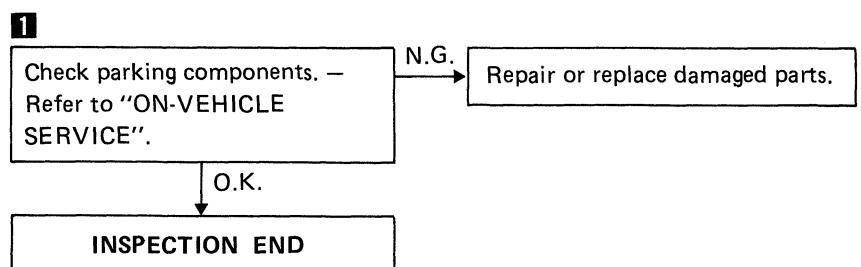 1
Check parking components. —
Refer to "ON-VEHICLE
SERVICE".
N.G.
Repair or replace damaged parts.
O.K.
INSPECTION END